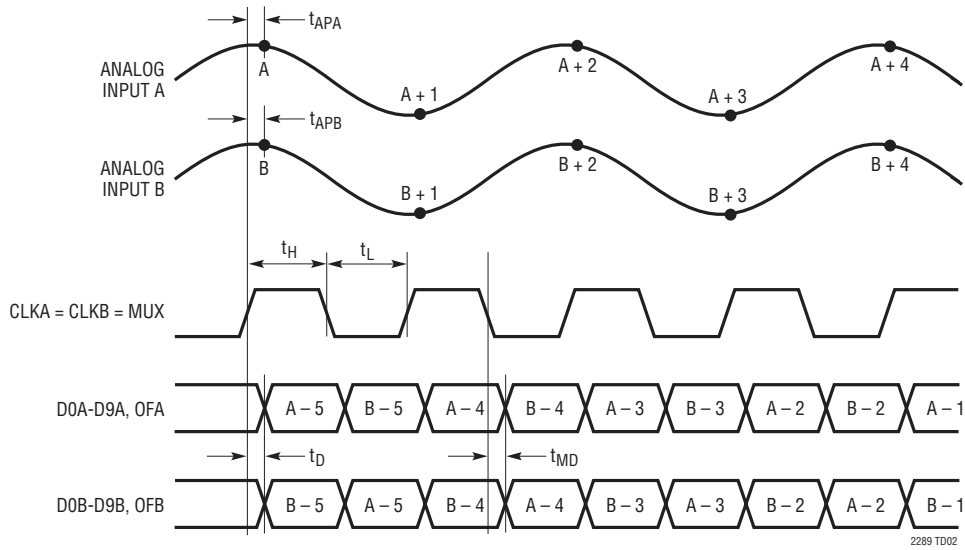 tAPA
ANALOG
INPUT A
A
A + 1
A + 2
A + 3
A + 4
tAPB
ANALOG
INPUT B
B
B + 1
B + 2
B + 3
B + 4
tH
tL
CLKA = CLKB = MUX
D0A-D9A, OFA
A – 5
B – 5
A – 4
B – 4
A – 3
B – 3
A – 2
B – 2
A – 1
tD
tMD
D0B-D9B, OFB
B – 5
A – 5
B – 4
A – 4
B – 3
A – 3
B – 2
A – 2
B – 1
2289 TD02